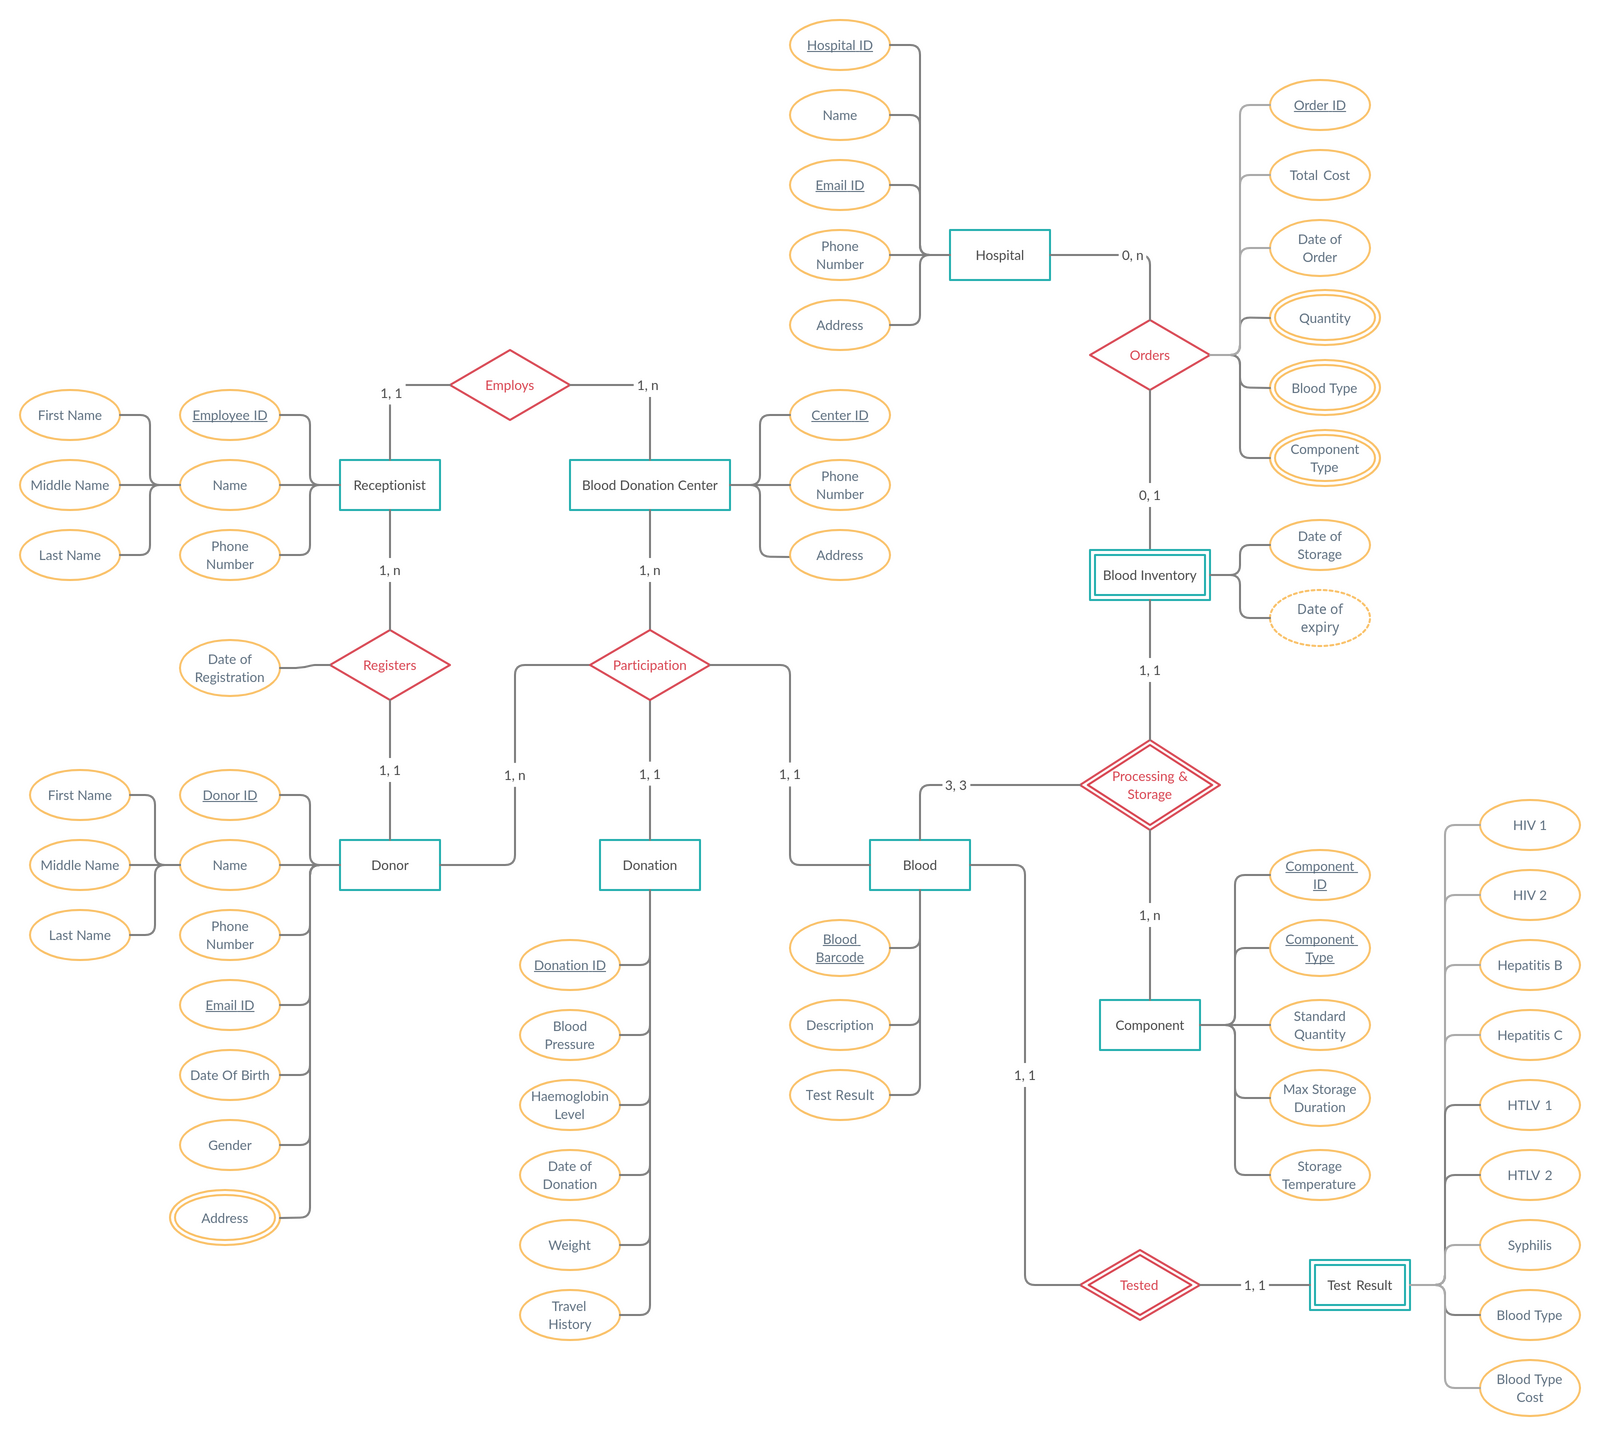 Hospital ID
Name
Email ID
Phone
Number
Address
Hospital
0, n
Orders
Order ID
Total Cost
Date of
Order
Quantity
Blood Type
Component
Type
0, 1
Employs
1, 1
1, n
First Name
Middle Name
Last Name
Employee ID
Name
Phone
Number
Receptionist
Blood Donation Center
Center ID
Phone
Number
Address
Blood Inventory
Date of
Storage
Date of
expiry
1, n
1, n
Date of
Registration
Registers
Participation
1, 1
1, 1
1, n
1, 1
1, 1
Processing &
Storage
3, 3
First Name
Middle Name
Last Name
Donor ID
Name
Phone
Number
Email ID
Date Of Birth
Gender
Address
Donor
Donation
Blood
Donation ID
Blood
Pressure
Haemoglobin
Level
Date of
Donation
Weight
Travel
History
Blood
Barcode
Description
Test Result
1, n
Component
Component
ID
Component
Type
Standard
Quantity
Max Storage
Duration
Storage
Temperature
1, 1
Tested
1, 1
Test Result
HIV 1
HIV 2
Hepatitis B
Hepatitis C
HTLV 1
HTLV 2
Syphilis
Blood Type
Blood Type
Cost